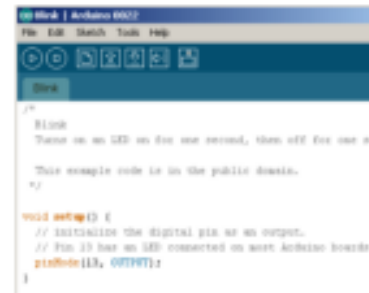 Blink | Arduino 0022
File Edit Sketch Tools Help
Blink
/*
Blink
Turns on an LED on for one second, then off for one s
This example code is in the public domain.
*/
void setup() {
// initialize the digital pin as an output.
// Pin 13 has an LED connected on most Arduino boards
pinMode(13, OUTPUT);
}